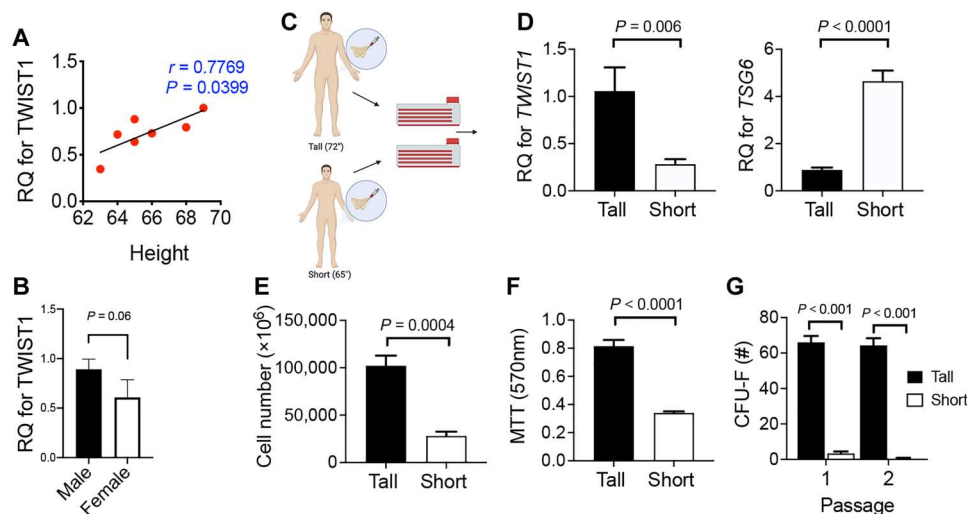 A
r = 0.7769
P = 0.0399
RQ for TWIST1
1.5
1.0
0.5
0.0
62 64 66 68 70
Height
B
P = 0.06
RQ for TWIST1
1.0
0.5
0.0
Male
Female
C
Tall (72")
Short (65")
D
P = 0.006
RQ for TWIST1
1.5
1.0
0.5
0.0
Tall Short
P < 0.0001
RQ for TSG6
6
4
2
0
Tall Short
E
P = 0.0004
Cell number (×10⁶)
150,000
100,000
50,000
0
Tall Short
F
P < 0.0001
MTT (570nm)
1.0
0.8
0.6
0.4
0.2
0.0
Tall Short
G
P < 0.001 P < 0.001
CFU-F (#)
80
60
40
20
0
1 2
Passage
Tall
Short